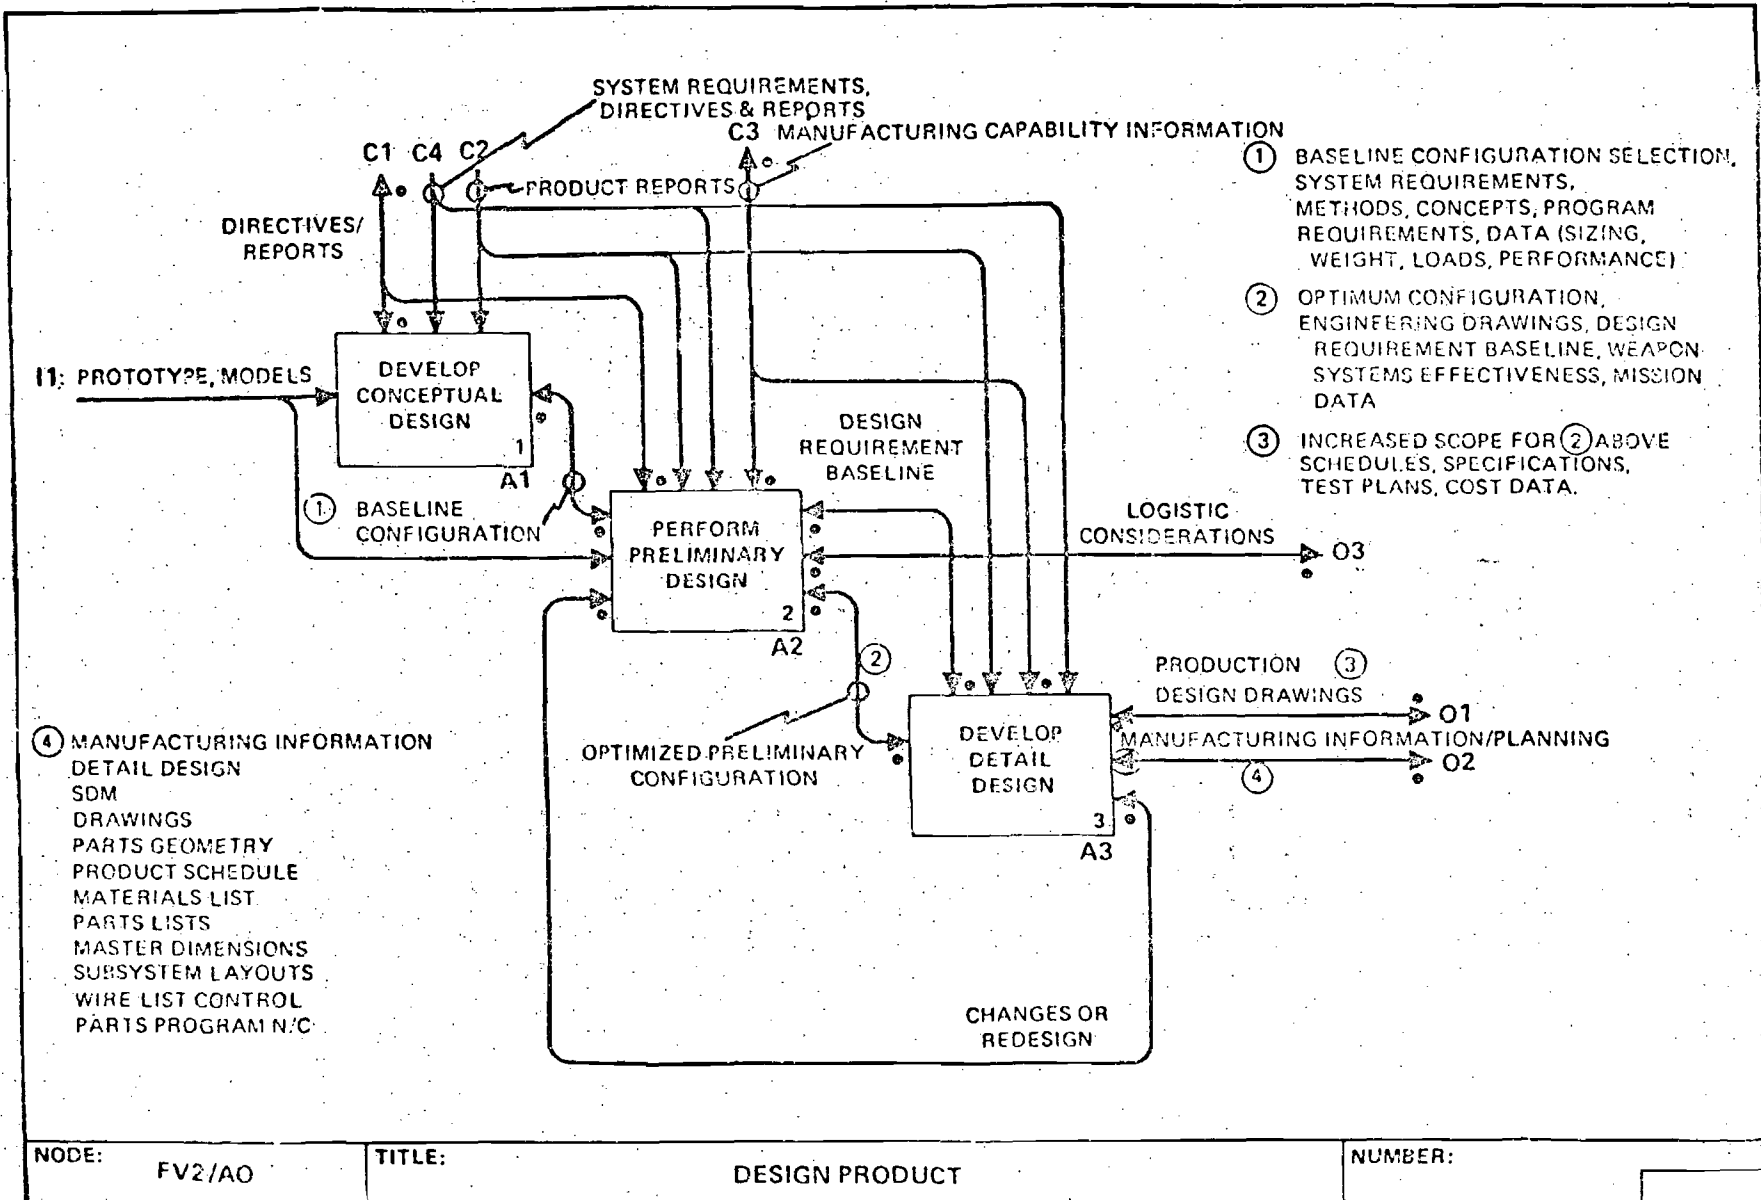 SYSTEM REQUIREMENTS,
DIRECTIVES & REPORTS
C3 MANUFACTURING CAPABILITY INFORMATION
C1 C4 C2
PRODUCT REPORTS
DIRECTIVES/
REPORTS
1 BASELINE CONFIGURATION SELECTION,
SYSTEM REQUIREMENTS,
METHODS, CONCEPTS, PROGRAM
REQUIREMENTS, DATA (SIZING,
WEIGHT, LOADS, PERFORMANCE)
2 OPTIMUM CONFIGURATION,
ENGINEERING DRAWINGS, DESIGN
REQUIREMENT BASELINE, WEAPON
SYSTEMS EFFECTIVENESS, MISSION
DATA
3 INCREASED SCOPE FOR 2 ABOVE
SCHEDULES, SPECIFICATIONS,
TEST PLANS, COST DATA.
I1: PROTOTYPE, MODELS
DEVELOP
CONCEPTUAL
DESIGN
1
A1
1 BASELINE
CONFIGURATION
DESIGN
REQUIREMENT
BASELINE
PERFORM
PRELIMINARY
DESIGN
2
A2
LOGISTIC
CONSIDERATIONS
O3
2
OPTIMIZED PRELIMINARY
CONFIGURATION
DEVELOP
DETAIL
DESIGN
3
A3
PRODUCTION 3
DESIGN DRAWINGS
O1
MANUFACTURING INFORMATION/PLANNING
O2
4
4 MANUFACTURING INFORMATION
DETAIL DESIGN
SDM
DRAWINGS
PARTS GEOMETRY
PRODUCT SCHEDULE
MATERIALS LIST
PARTS LISTS
MASTER DIMENSIONS
SUBSYSTEM LAYOUTS
WIRE LIST CONTROL
PARTS PROGRAM N/C
CHANGES OR
REDESIGN
NODE: FV2/AO
TITLE: DESIGN PRODUCT
NUMBER: